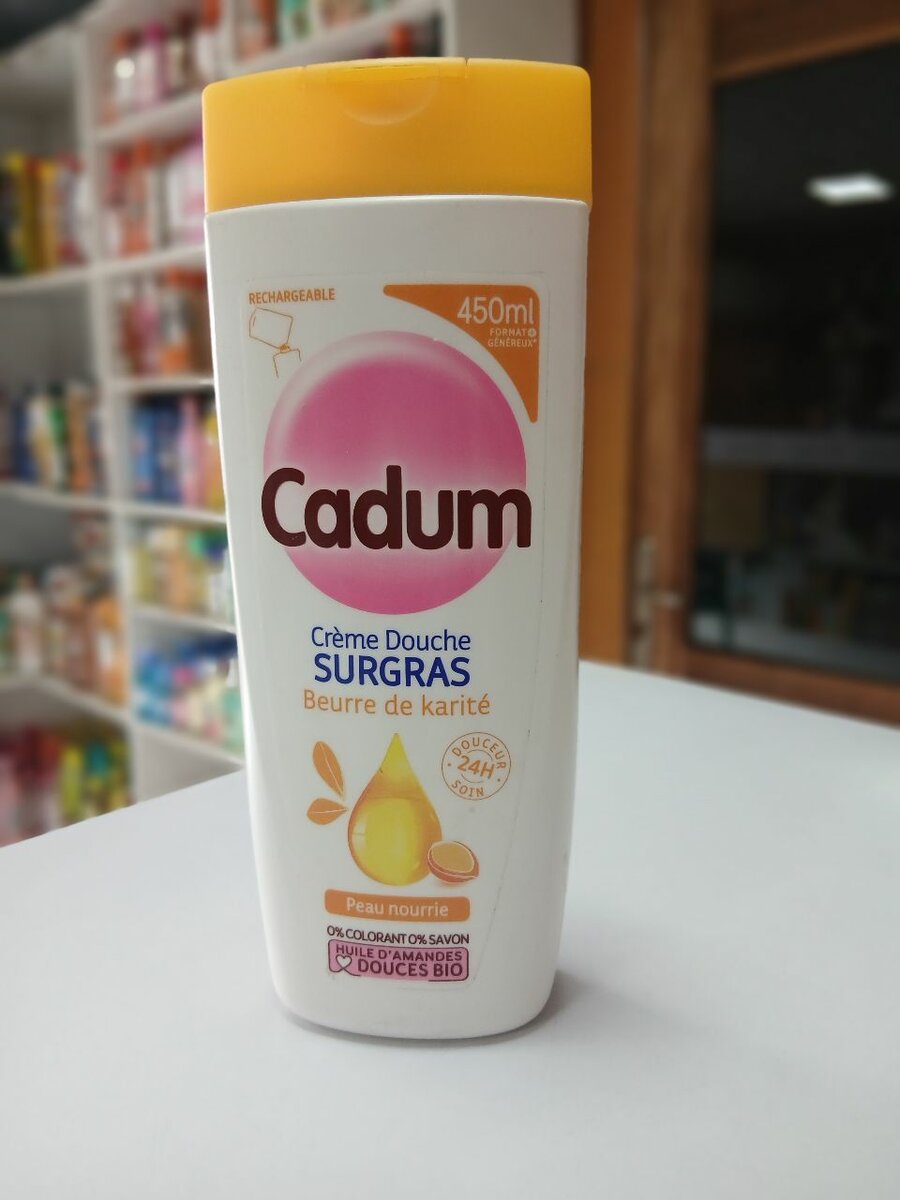 RECHARGEABLE
450ml
FORMAT+
GÉNÉREUX*
Cadum
Crème Douche
SURGRAS
Beurre de karité
DOUCEUR
24H
SOIN
Peau nourrie
0% COLORANT 0% SAVON
HUILE D'AMANDES
DOUCES BIO